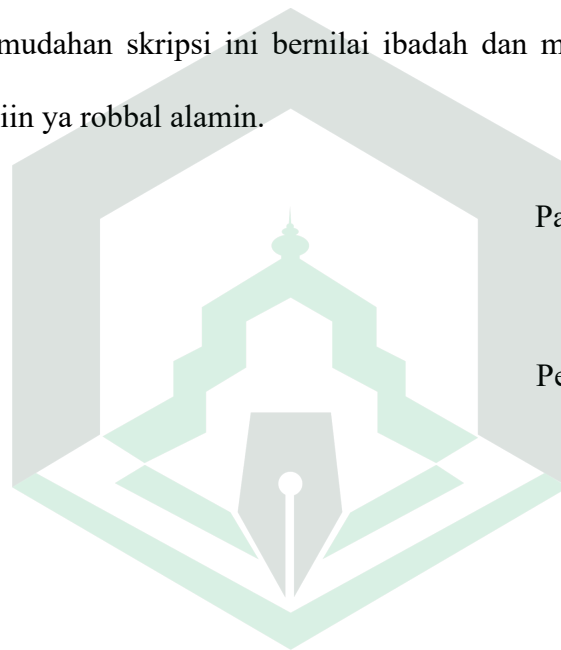 mudahan skripsi ini bernilai ibadah dan m
iin ya robbal alamin.
Pa
Pe